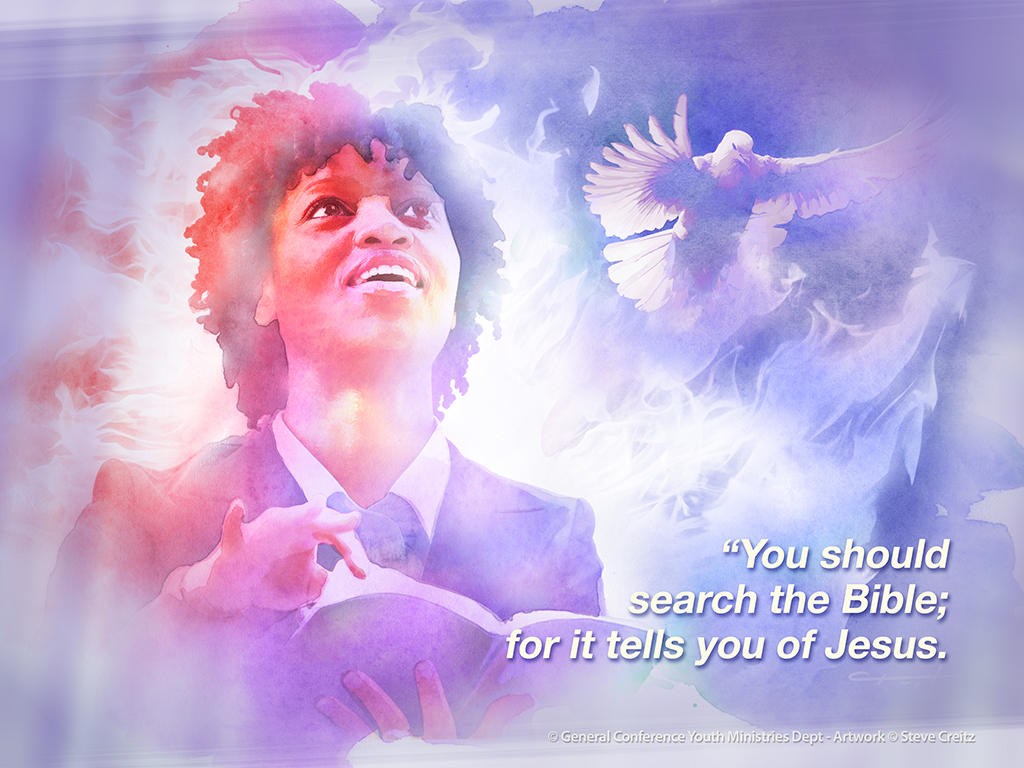 “You should
search the Bible;
for it tells you of Jesus.
© General Conference Youth Ministries Dept - Artwork © Steve Creitz